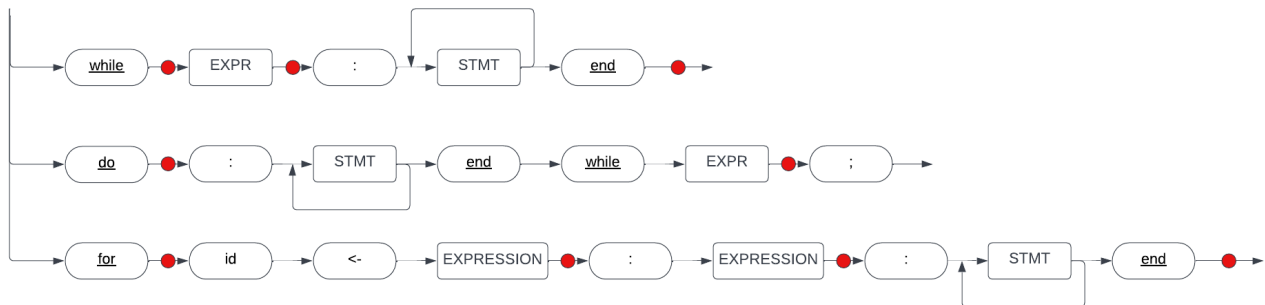 while EXPR : STMT end
do : STMT end while EXPR ;
for id <- EXPRESSION : EXPRESSION : STMT end